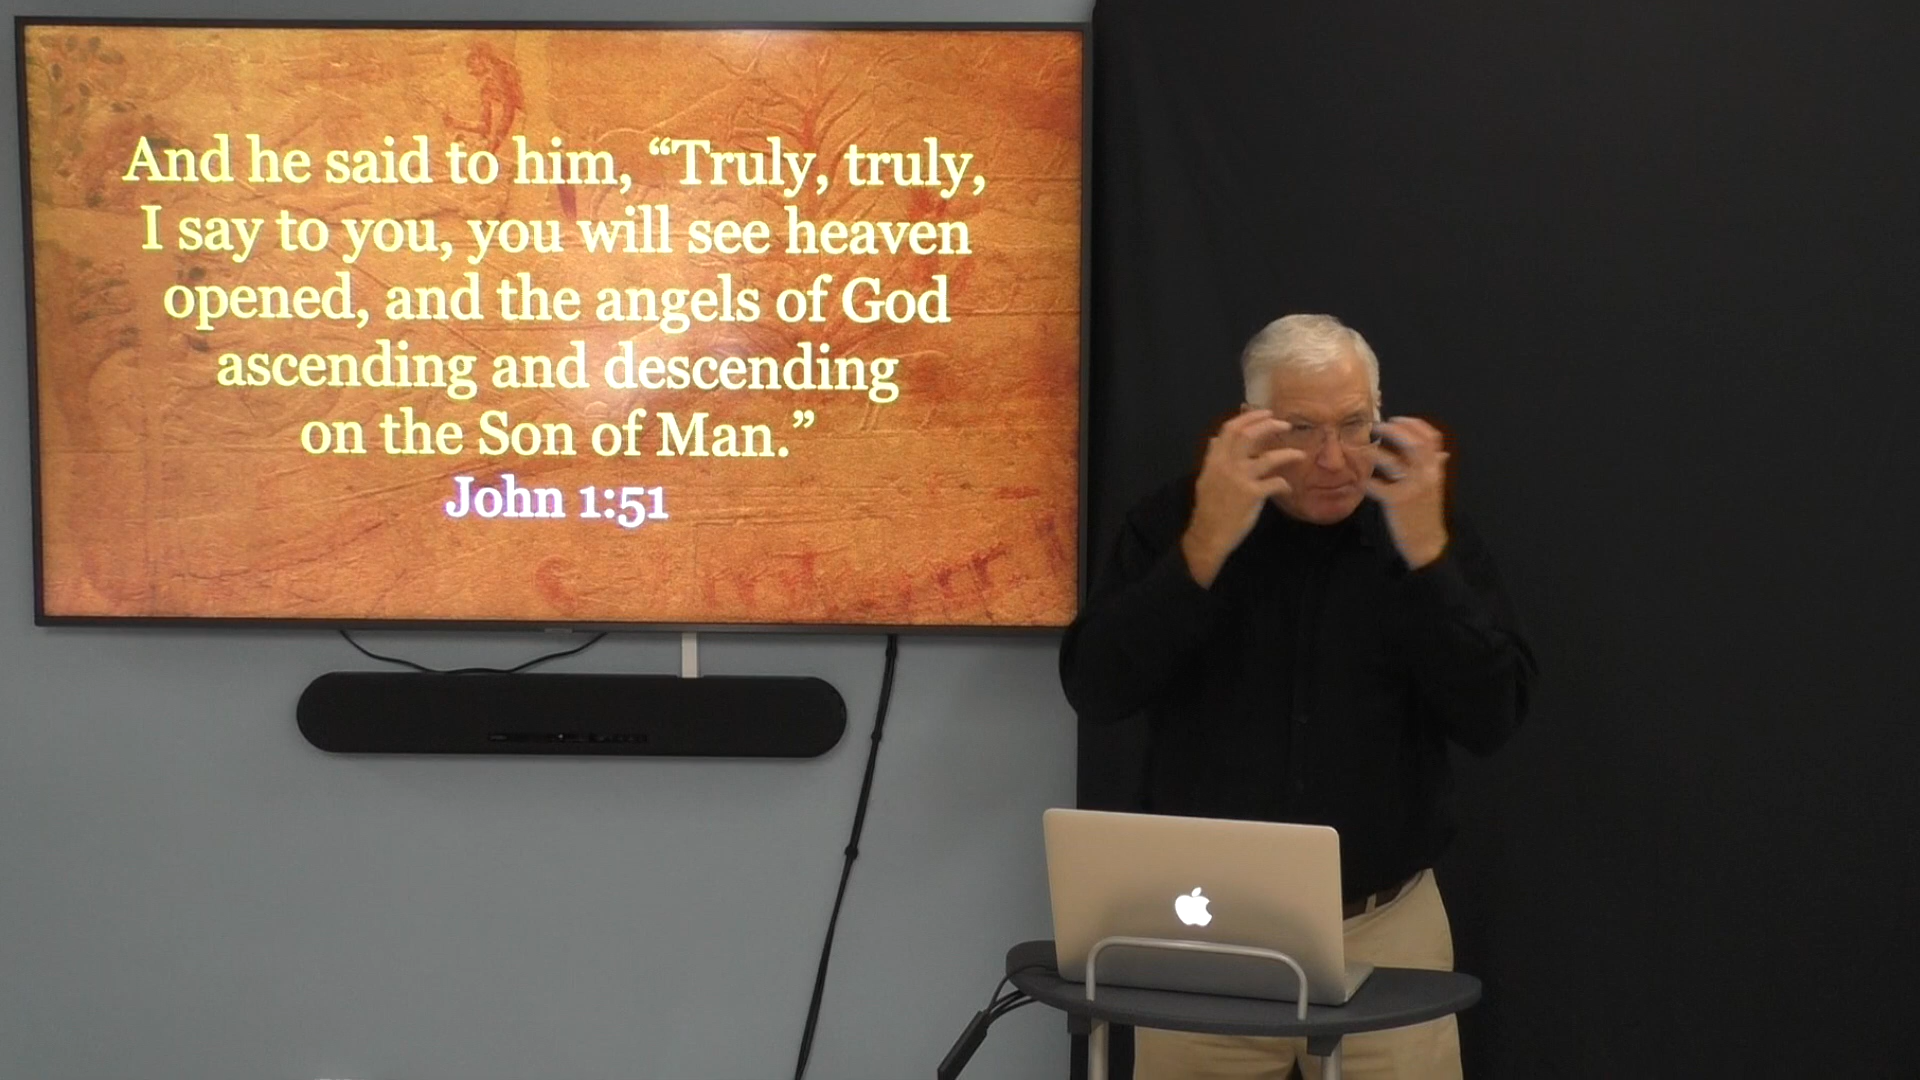 And he said to him, “Truly, truly,
I say to you, you will see heaven
opened, and the angels of God
ascending and descending
on the Son of Man.”
John 1:51